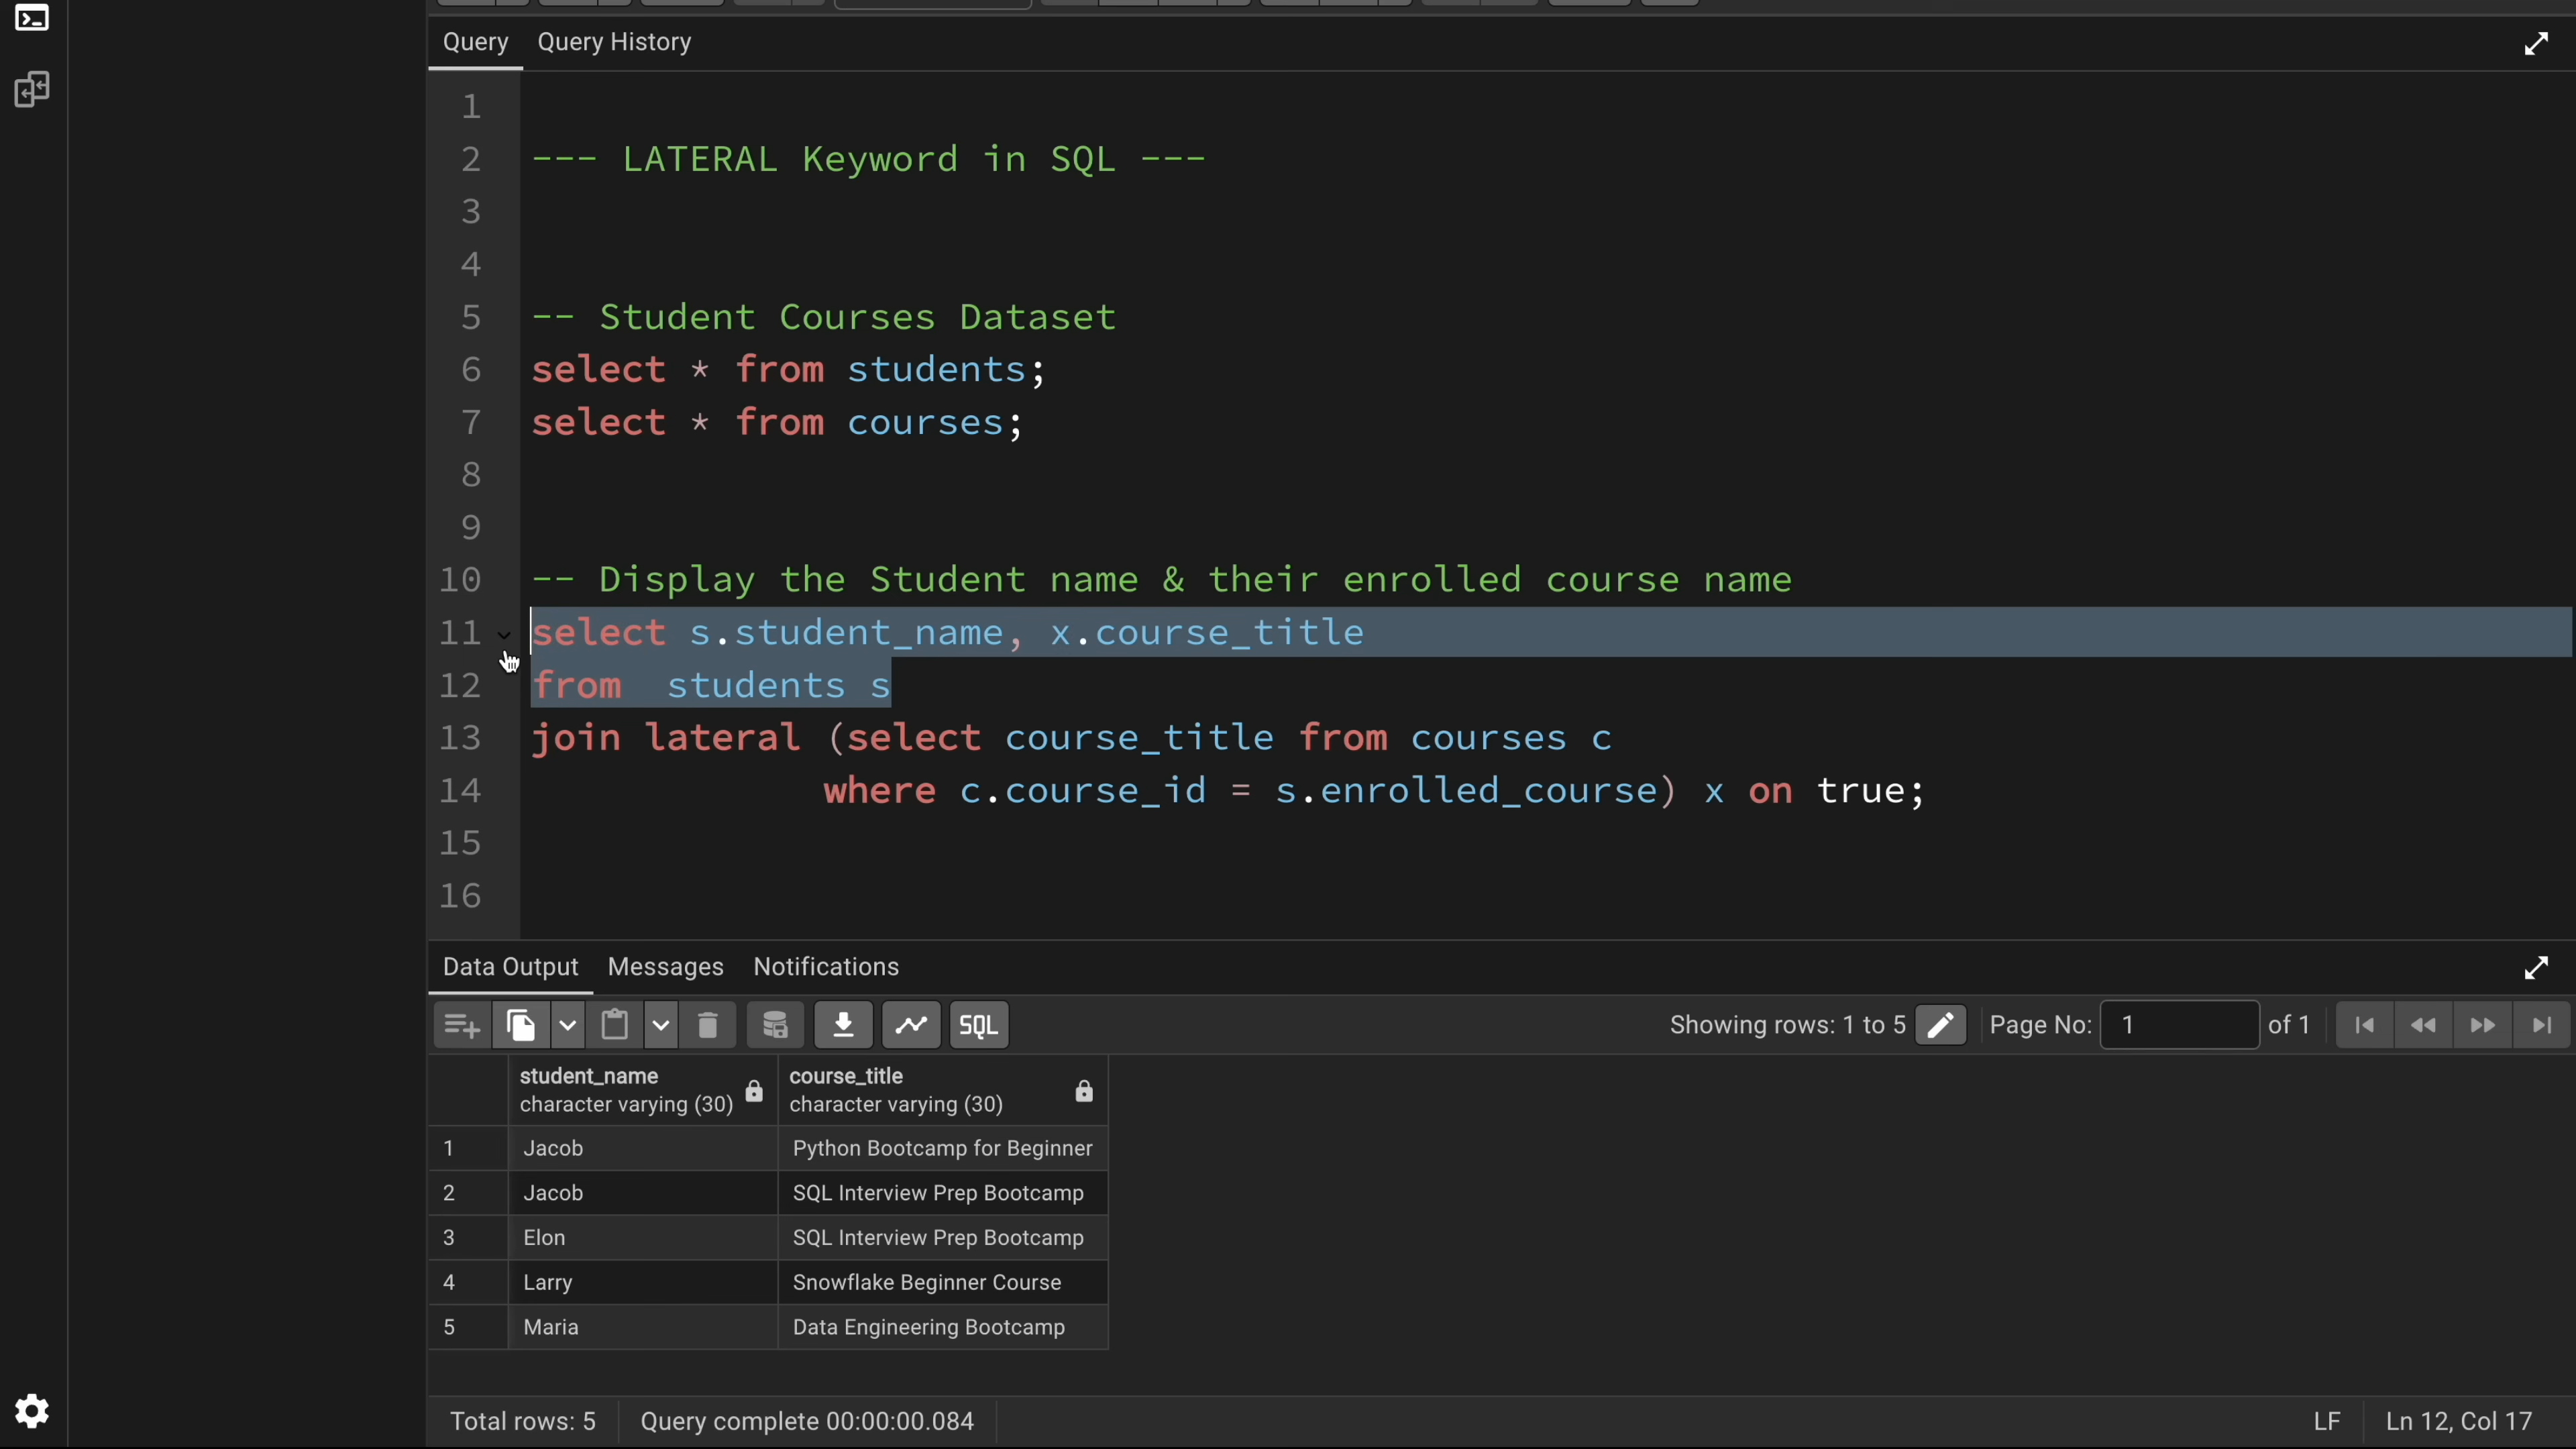 Query Query History
1
2 --- LATERAL Keyword in SQL ---
3
4
5 -- Student Courses Dataset
6 select * from students;
7 select * from courses;
8
9
10 -- Display the Student name & their enrolled course name
11 select s.student_name, x.course_title
12 from  students s
13 join lateral (select course_title from courses c
14 where c.course_id = s.enrolled_course) x on true;
15
16
Data Output Messages Notifications
SQL Showing rows: 1 to 5 Page No: 1 of 1
student_name course_title
character varying (30) character varying (30)
1 Jacob Python Bootcamp for Beginner
2 Jacob SQL Interview Prep Bootcamp
3 Elon SQL Interview Prep Bootcamp
4 Larry Snowflake Beginner Course
5 Maria Data Engineering Bootcamp
Total rows: 5 Query complete 00:00:00.084 LF Ln 12, Col 17